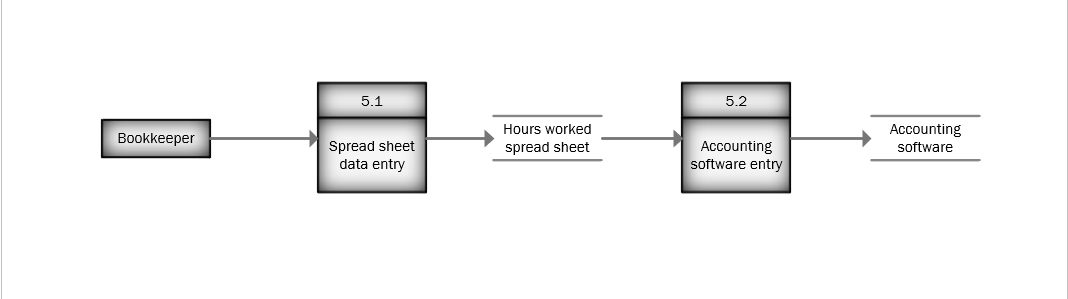 Bookkeeper
5.1
Spread sheet
data entry
Hours worked
spread sheet
5.2
Accounting
software entry
Accounting
software